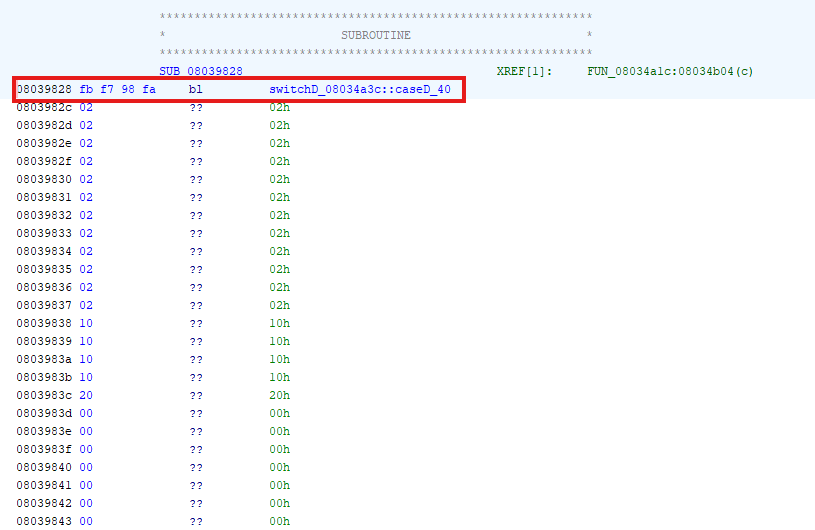 **************************************************************
* SUBROUTINE *
**************************************************************
SUB_08039828 XREF[1]: FUN_08034a1c:08034b04(c)
08039828 fb f7 98 fa bl switchD_08034a3c::caseD_40
0803982c 02 ?? 02h
0803982d 02 ?? 02h
0803982e 02 ?? 02h
0803982f 02 ?? 02h
08039830 02 ?? 02h
08039831 02 ?? 02h
08039832 02 ?? 02h
08039833 02 ?? 02h
08039834 02 ?? 02h
08039835 02 ?? 02h
08039836 02 ?? 02h
08039837 02 ?? 02h
08039838 10 ?? 10h
08039839 10 ?? 10h
0803983a 10 ?? 10h
0803983b 10 ?? 10h
0803983c 20 ?? 20h
0803983d 00 ?? 00h
0803983e 00 ?? 00h
0803983f 00 ?? 00h
08039840 00 ?? 00h
08039841 00 ?? 00h
08039842 00 ?? 00h
08039843 00 ?? 00h